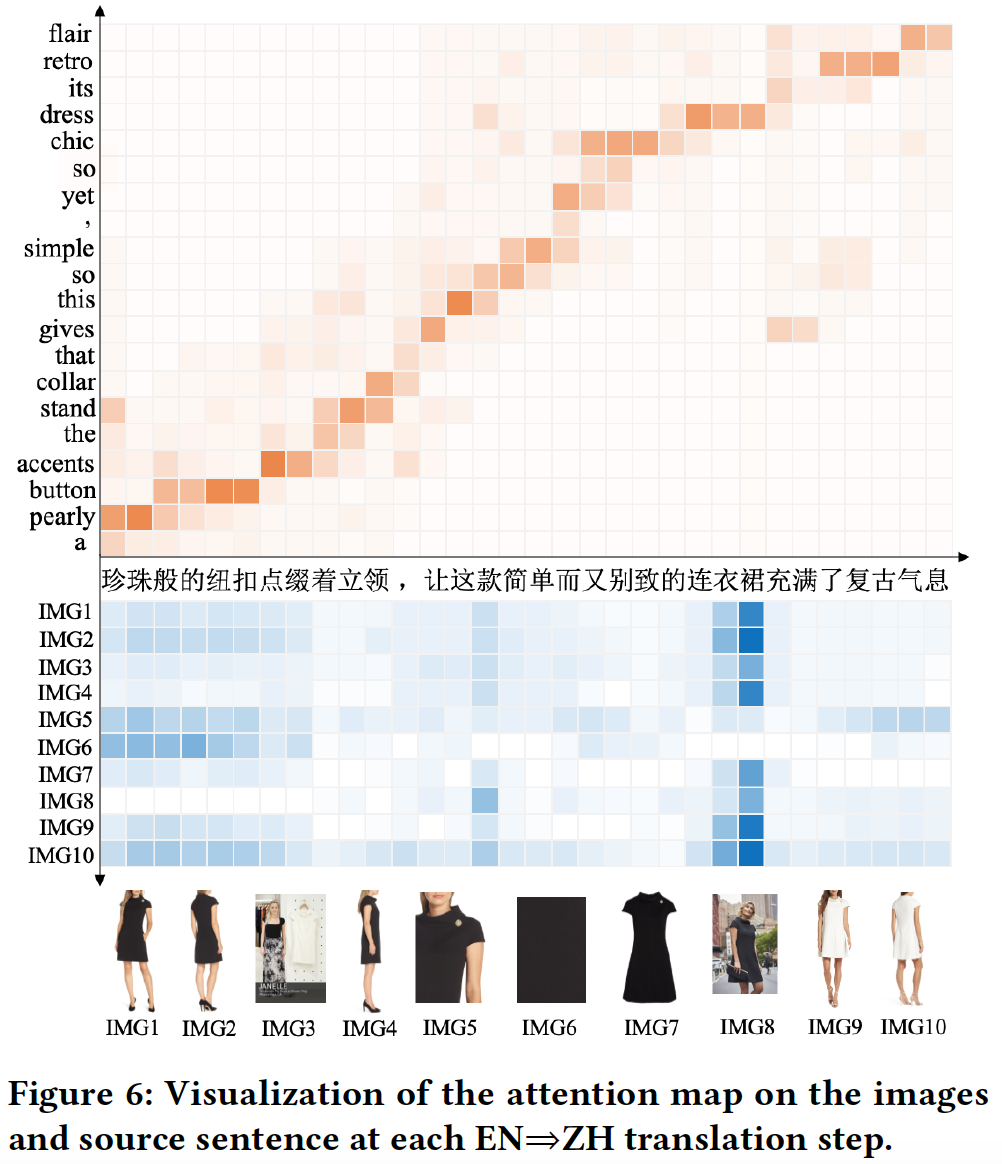 flair
retro
its
dress
chic
so
yet
,
simple
so
this
gives
that
collar
stand
the
accents
button
pearly
a
珍珠般的纽扣点缀着立领，让这款简单而又别致的连衣裙充满了复古气息
IMG1
IMG2
IMG3
IMG4
IMG5
IMG6
IMG7
IMG8
IMG9
IMG10
JANELLE
IMG1 IMG2 IMG3 IMG4 IMG5 IMG6 IMG7 IMG8 IMG9 IMG10
Figure 6: Visualization of the attention map on the images
and source sentence at each EN⇒ZH translation step.